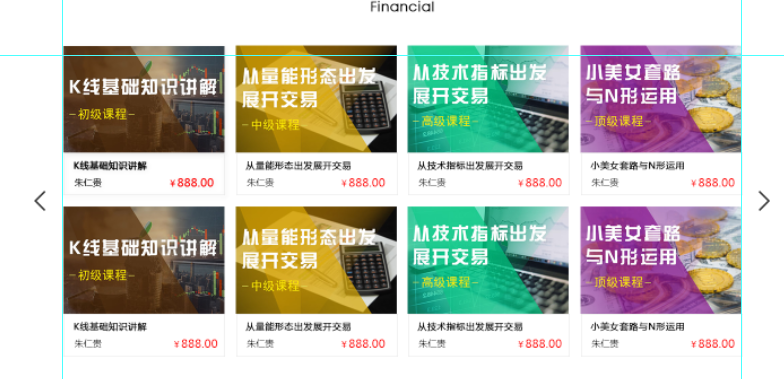 Financial
K线基础知识讲解
–初级课程–
从量能形态出发
展开交易
–中级课程–
从技术指标出发
展开交易
–高级课程–
小美女套路
与N形运用
–顶级课程–
K线基础知识讲解
朱仁贵
¥888.00
从量能形态出发展开交易
朱仁贵
¥888.00
从技术指标出发展开交易
朱仁贵
¥888.00
小美女套路与N形运用
朱仁贵
¥888.00
K线基础知识讲解
–初级课程–
从量能形态出发
展开交易
–中级课程–
从技术指标出发
展开交易
–高级课程–
小美女套路
与N形运用
–顶级课程–
K线基础知识讲解
朱仁贵
¥888.00
从量能形态出发展开交易
朱仁贵
¥888.00
从技术指标出发展开交易
朱仁贵
¥888.00
小美女套路与N形运用
朱仁贵
¥888.00